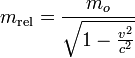 m_rel = m_o / √(1 − v²/c²)